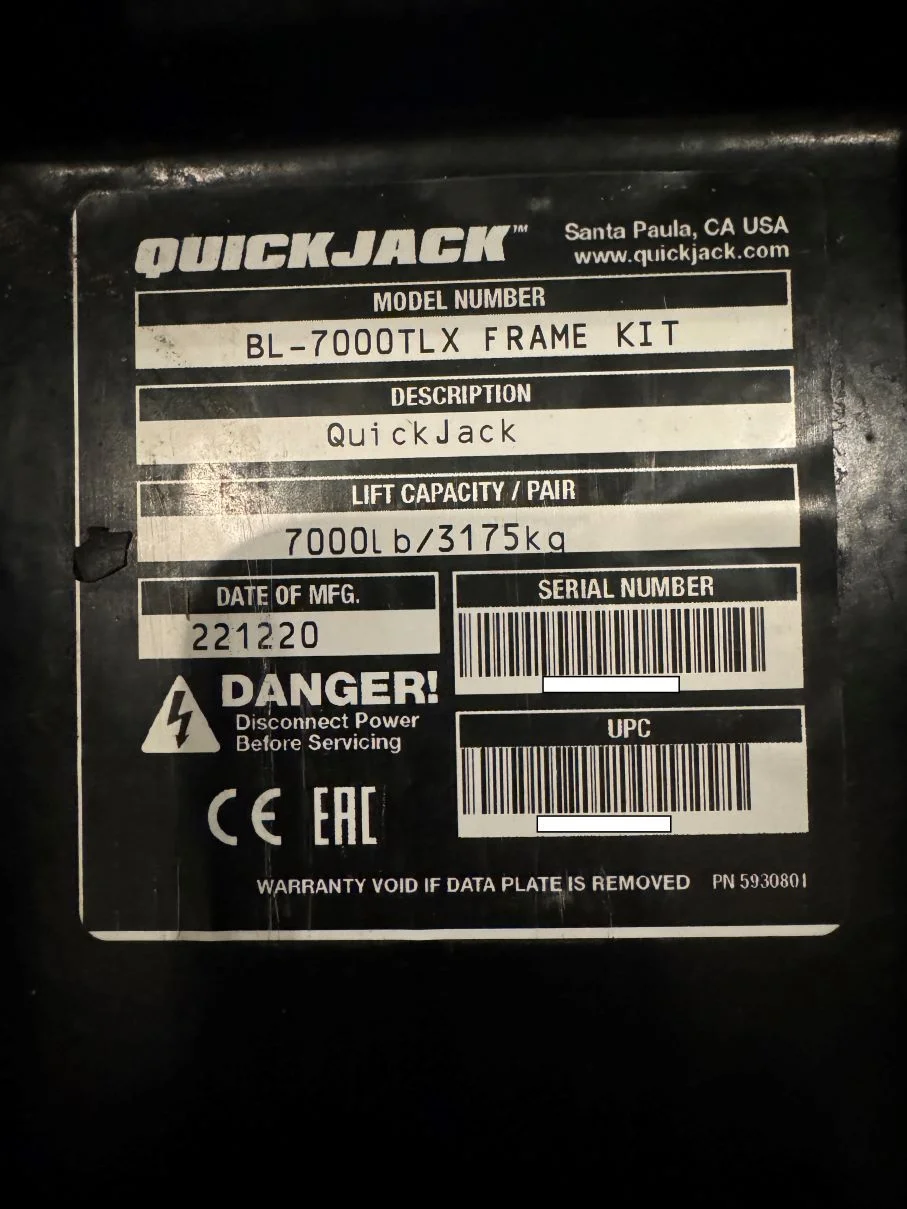 QUICKJACK™
Santa Paula, CA USA
www.quickjack.com
MODEL NUMBER
BL-7000TLX FRAME KIT
DESCRIPTION
QuickJack
LIFT CAPACITY / PAIR
7000lb/3175kg
DATE OF MFG.
221220
SERIAL NUMBER
DANGER!
Disconnect Power
Before Servicing
UPC
CE EAC
WARRANTY VOID IF DATA PLATE IS REMOVED PN 5930801